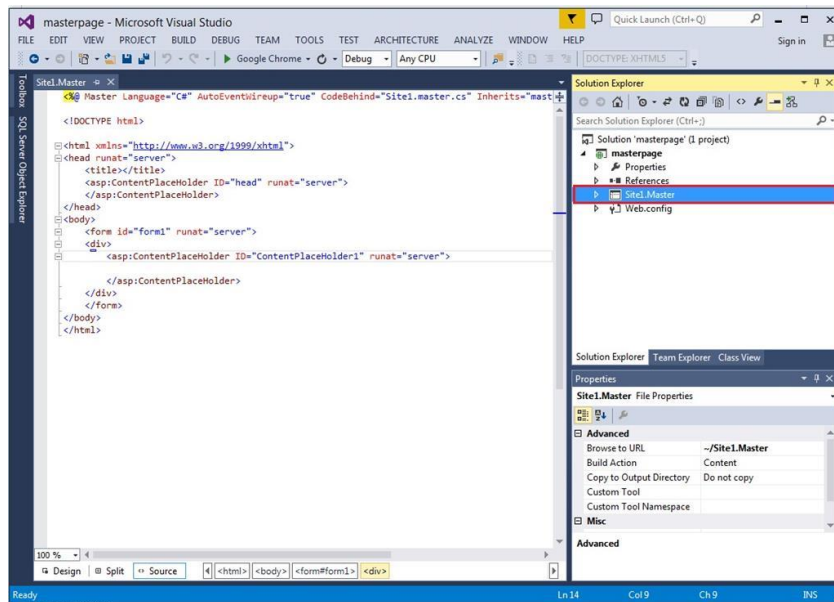 masterpage - Microsoft Visual Studio
Quick Launch (Ctrl+Q)
FILE EDIT VIEW PROJECT BUILD DEBUG TEAM TOOLS TEST ARCHITECTURE ANALYZE WINDOW HELP
Sign in
Google Chrome Debug Any CPU DOCTYPE: XHTML5
Toolbox
SQL Server Object Explorer
Site1.Master
<%@ Master Language="C#" AutoEventWireup="true" CodeBehind="Site1.master.cs" Inherits="mast
<!DOCTYPE html>
<html xmlns="http://www.w3.org/1999/xhtml">
<head runat="server">
<title></title>
<asp:ContentPlaceHolder ID="head" runat="server">
</asp:ContentPlaceHolder>
</head>
<body>
<form id="form1" runat="server">
<div>
<asp:ContentPlaceHolder ID="ContentPlaceHolder1" runat="server">
</asp:ContentPlaceHolder>
</div>
</form>
</body>
</html>
100 %
Design Split Source <html> <body> <form#form1> <div>
Solution Explorer
Search Solution Explorer (Ctrl+;)
Solution 'masterpage' (1 project)
masterpage
Properties
References
Site1.Master
Web.config
Solution Explorer Team Explorer Class View
Properties
Site1.Master File Properties
Advanced
Browse to URL ~/Site1.Master
Build Action Content
Copy to Output Directory Do not copy
Custom Tool
Custom Tool Namespace
Misc
Advanced
Ready Ln 14 Col 9 Ch 9 INS